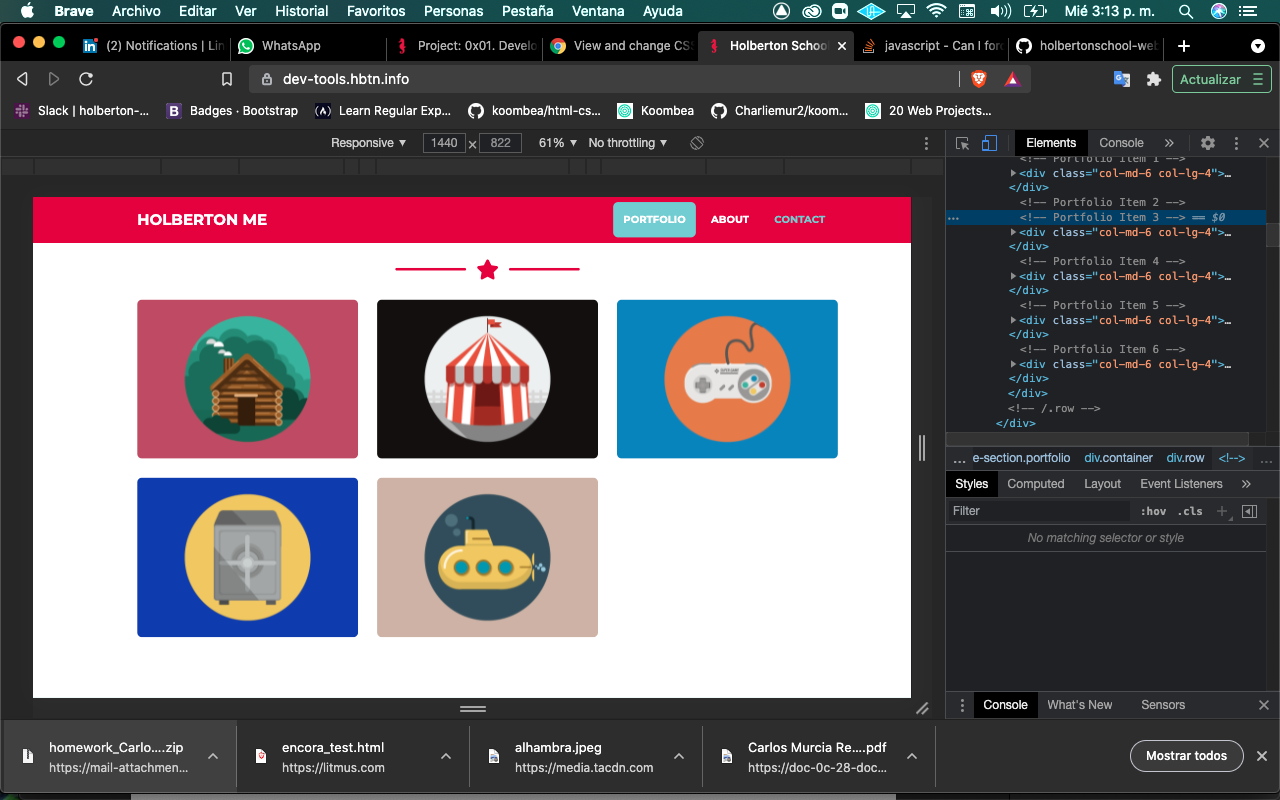 Brave Archivo Editar Ver Historial Favoritos Personas Pestaña Ventana Ayuda Mié 3:13 p. m.
(2) Notifications | Lin WhatsApp Project: 0x01. Develo View and change CSS Holberton School javascript - Can I forc holbertonschool-web
dev-tools.hbtn.info Actualizar
Slack | holberton-... Badges · Bootstrap Learn Regular Exp... koombea/html-cs... Koombea Charliemur2/koom... 20 Web Projects...
Responsive 1440 x 822 61% No throttling
Elements Console
<!-- Portfolio Item 1 -->
<div class="col-md-6 col-lg-4">…
</div>
<!-- Portfolio Item 2 -->
<!-- Portfolio Item 3 --> == $0
<div class="col-md-6 col-lg-4">…
</div>
<!-- Portfolio Item 4 -->
<div class="col-md-6 col-lg-4">…
</div>
<!-- Portfolio Item 5 -->
<div class="col-md-6 col-lg-4">…
</div>
<!-- Portfolio Item 6 -->
<div class="col-md-6 col-lg-4">…
</div>
</div>
<!-- /.row -->
</div>
... e-section.portfolio div.container div.row <!--> ...
Styles Computed Layout Event Listeners
Filter :hov .cls
No matching selector or style
Console What's New Sensors
HOLBERTON ME PORTFOLIO ABOUT CONTACT
homework_Carlo....zip
https://mail-attachmen...
encora_test.html
https://litmus.com
alhambra.jpeg
https://media.tacdn.com
Carlos Murcia Re....pdf
https://doc-0c-28-doc...
Mostrar todos